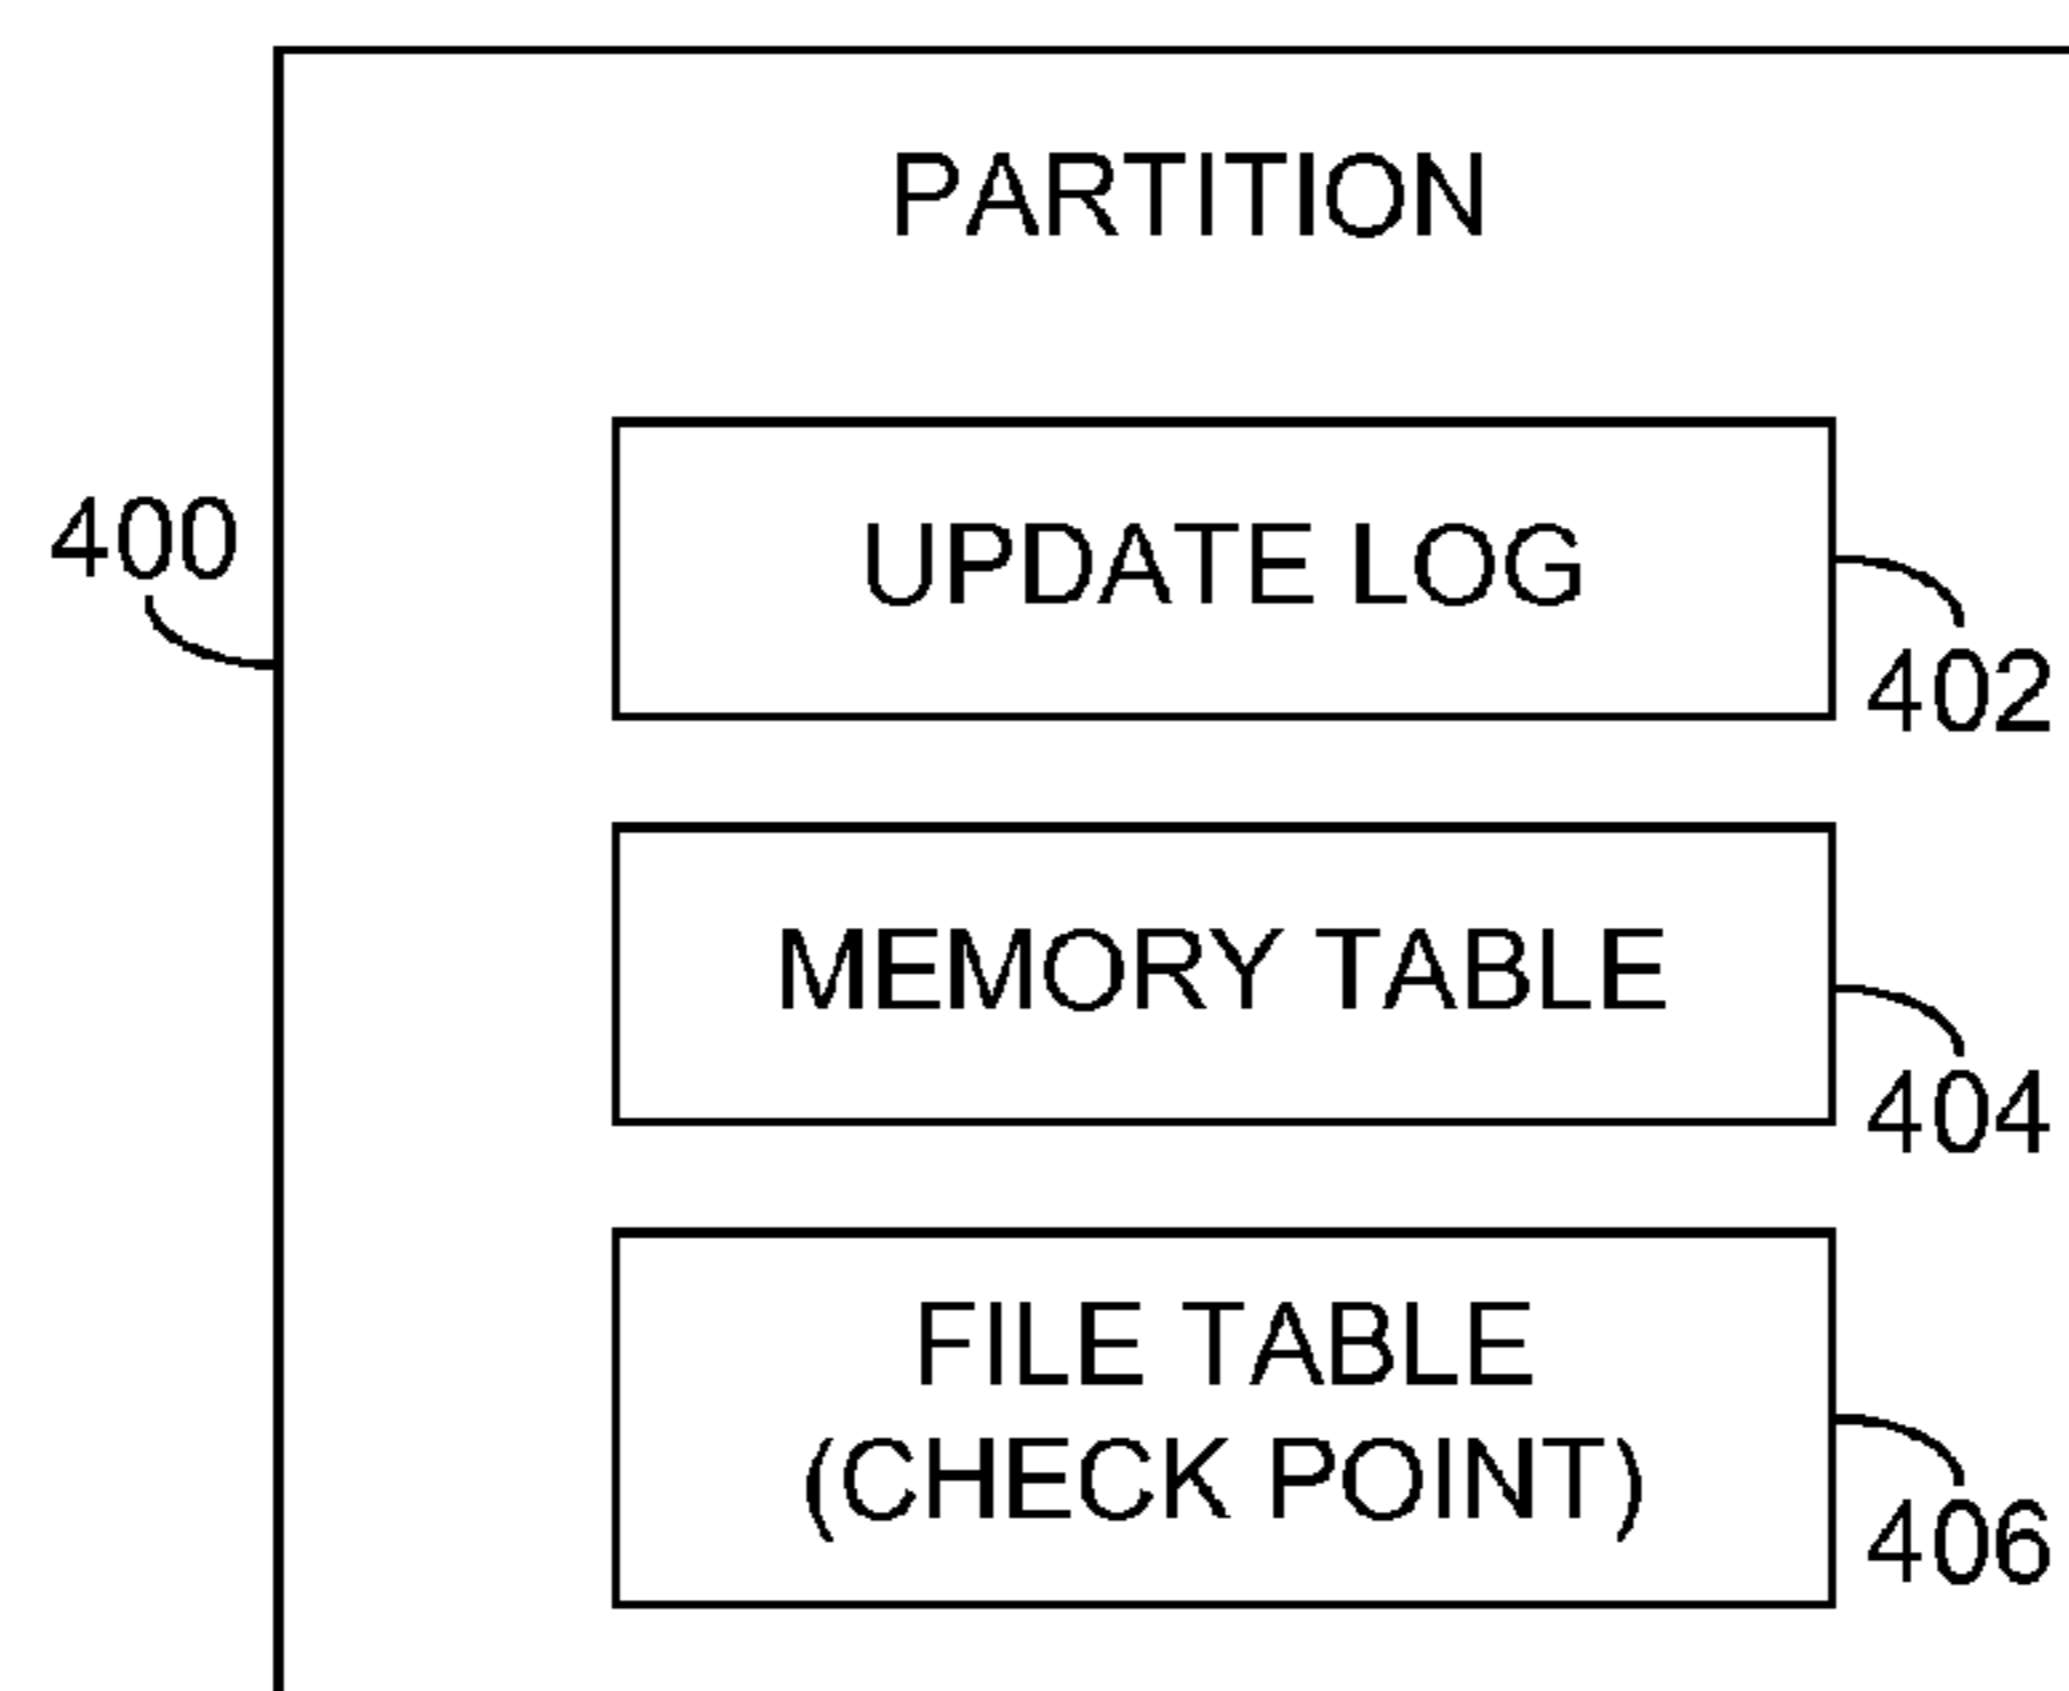 PARTITION
400
UPDATE LOG
402
MEMORY TABLE
404
FILE TABLE
(CHECK POINT)
406